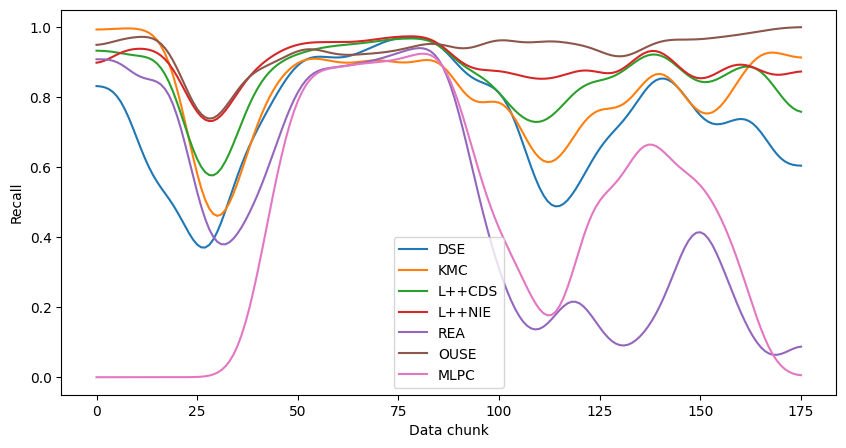 1.0
0.8
0.6
0.4
0.2
0.0
Recall
DSE
KMC
L++CDS
L++NIE
REA
OUSE
MLPC
0 25 50 75 100 125 150 175
Data chunk